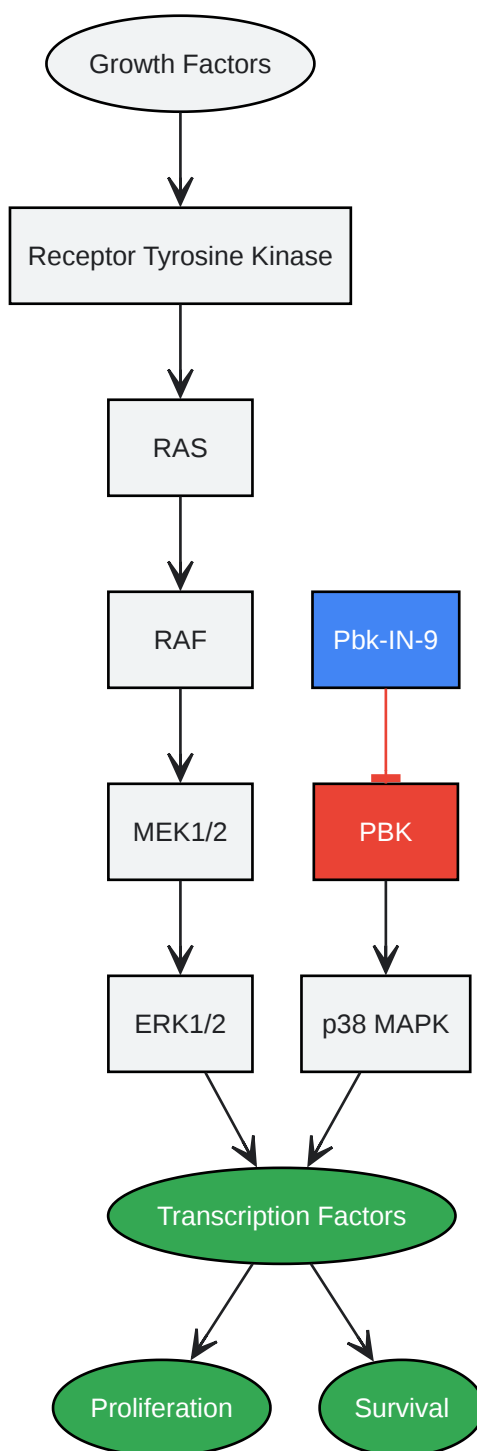 Growth Factors
Receptor Tyrosine Kinase
RAS
RAF
Pbk-IN-9
MEK1/2
PBK
ERK1/2
p38 MAPK
Transcription Factors
Proliferation
Survival